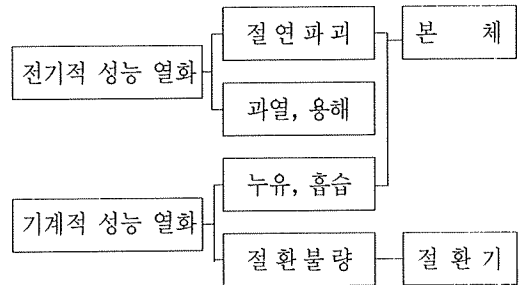 절연파괴
본 체
전기적 성능 열화
과열, 용해
누유, 흡습
기계적 성능 열화
절환불량
절환기